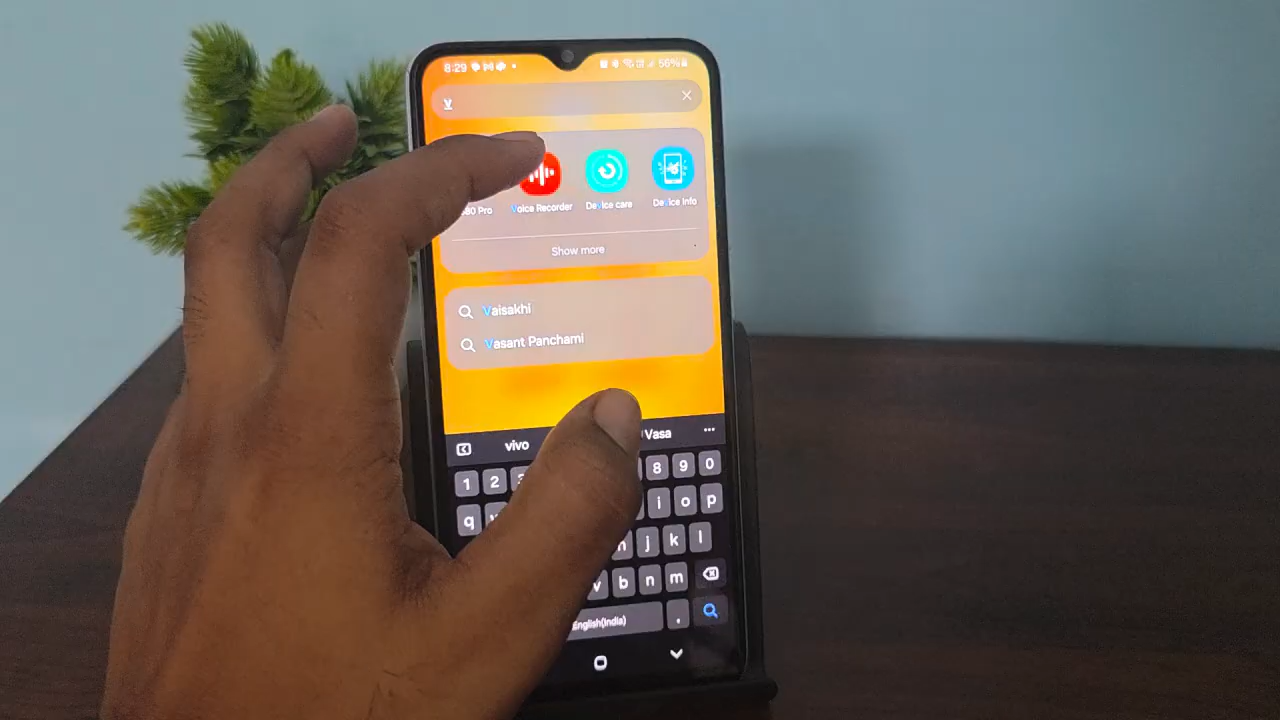 8:29
56%
v
80 Pro
Voice Recorder
Device care
Device Info
Show more
Vaisakhi
Vasant Panchami
vivo
Vasa
1 2 8 9 0
q i o p
j k l
v b n m
English(India)